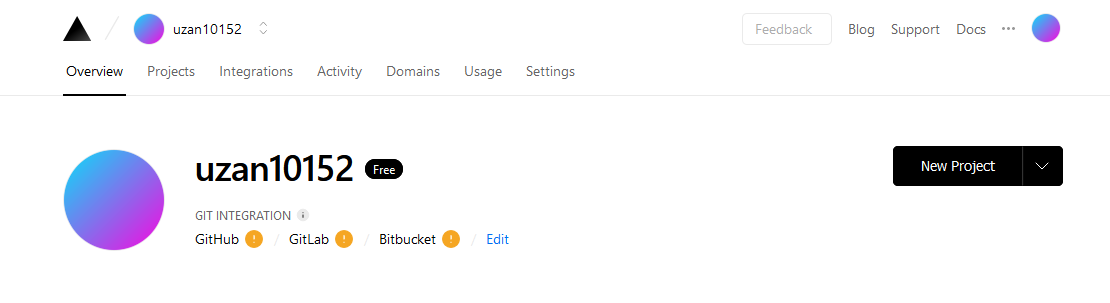 uzan10152 Feedback Blog Support Docs
Overview Projects Integrations Activity Domains Usage Settings
uzan10152 Free
New Project
GIT INTEGRATION
GitHub / GitLab / Bitbucket / Edit